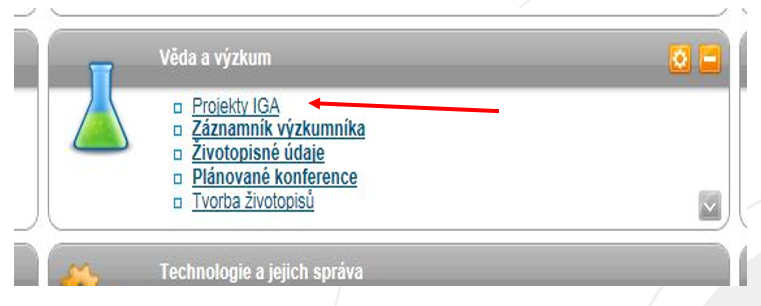 Věda a výzkum
Projekty IGA
Záznamník výzkumníka
Životopisné údaje
Plánované konference
Tvorba životopisů
Technologie a jejich správa